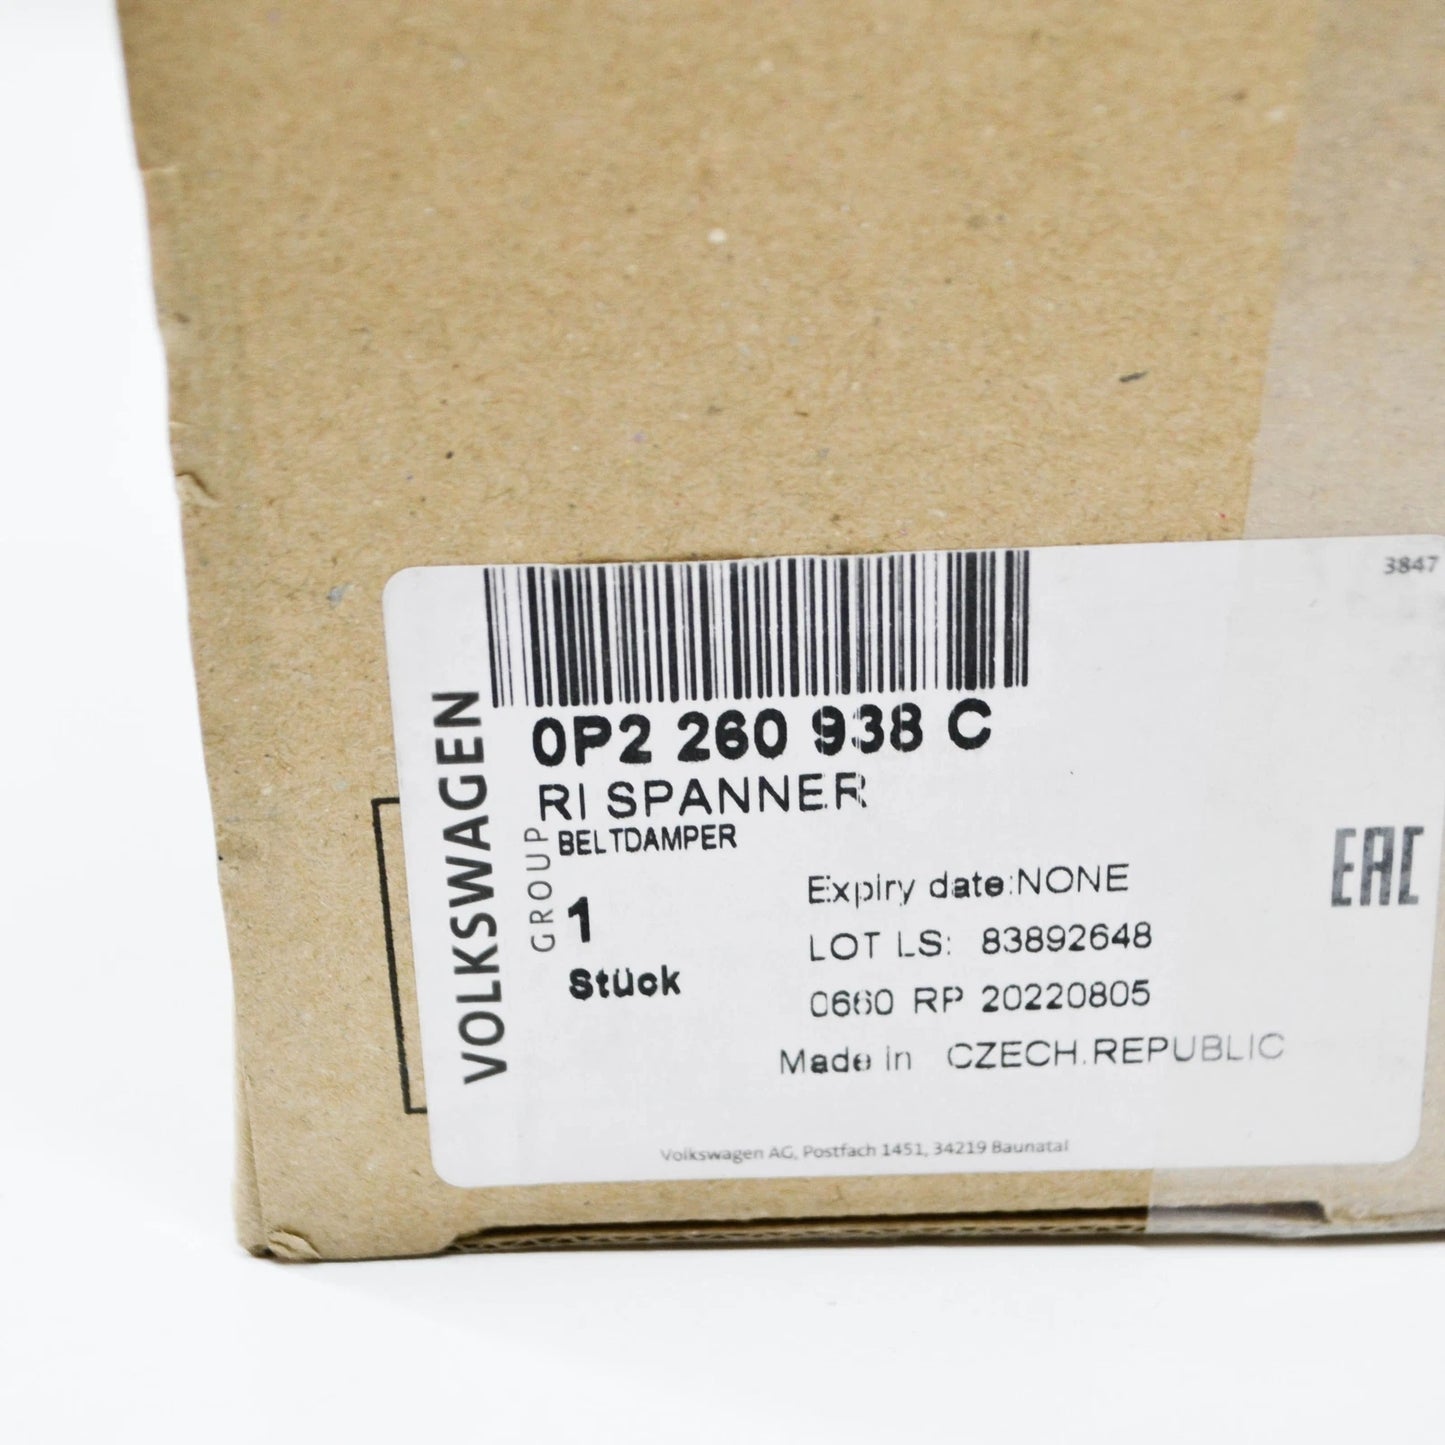 3847
0P2 260 938 C
RI SPANNER
BELTDAMPER
VOLKSWAGEN
GROUP
1
Stück
Expiry date:NONE
LOT LS: 83892648
0660 RP 20220805
Made in CZECH.REPUBLIC
EAC
Volkswagen AG, Postfach 1451, 34219 Baunatal